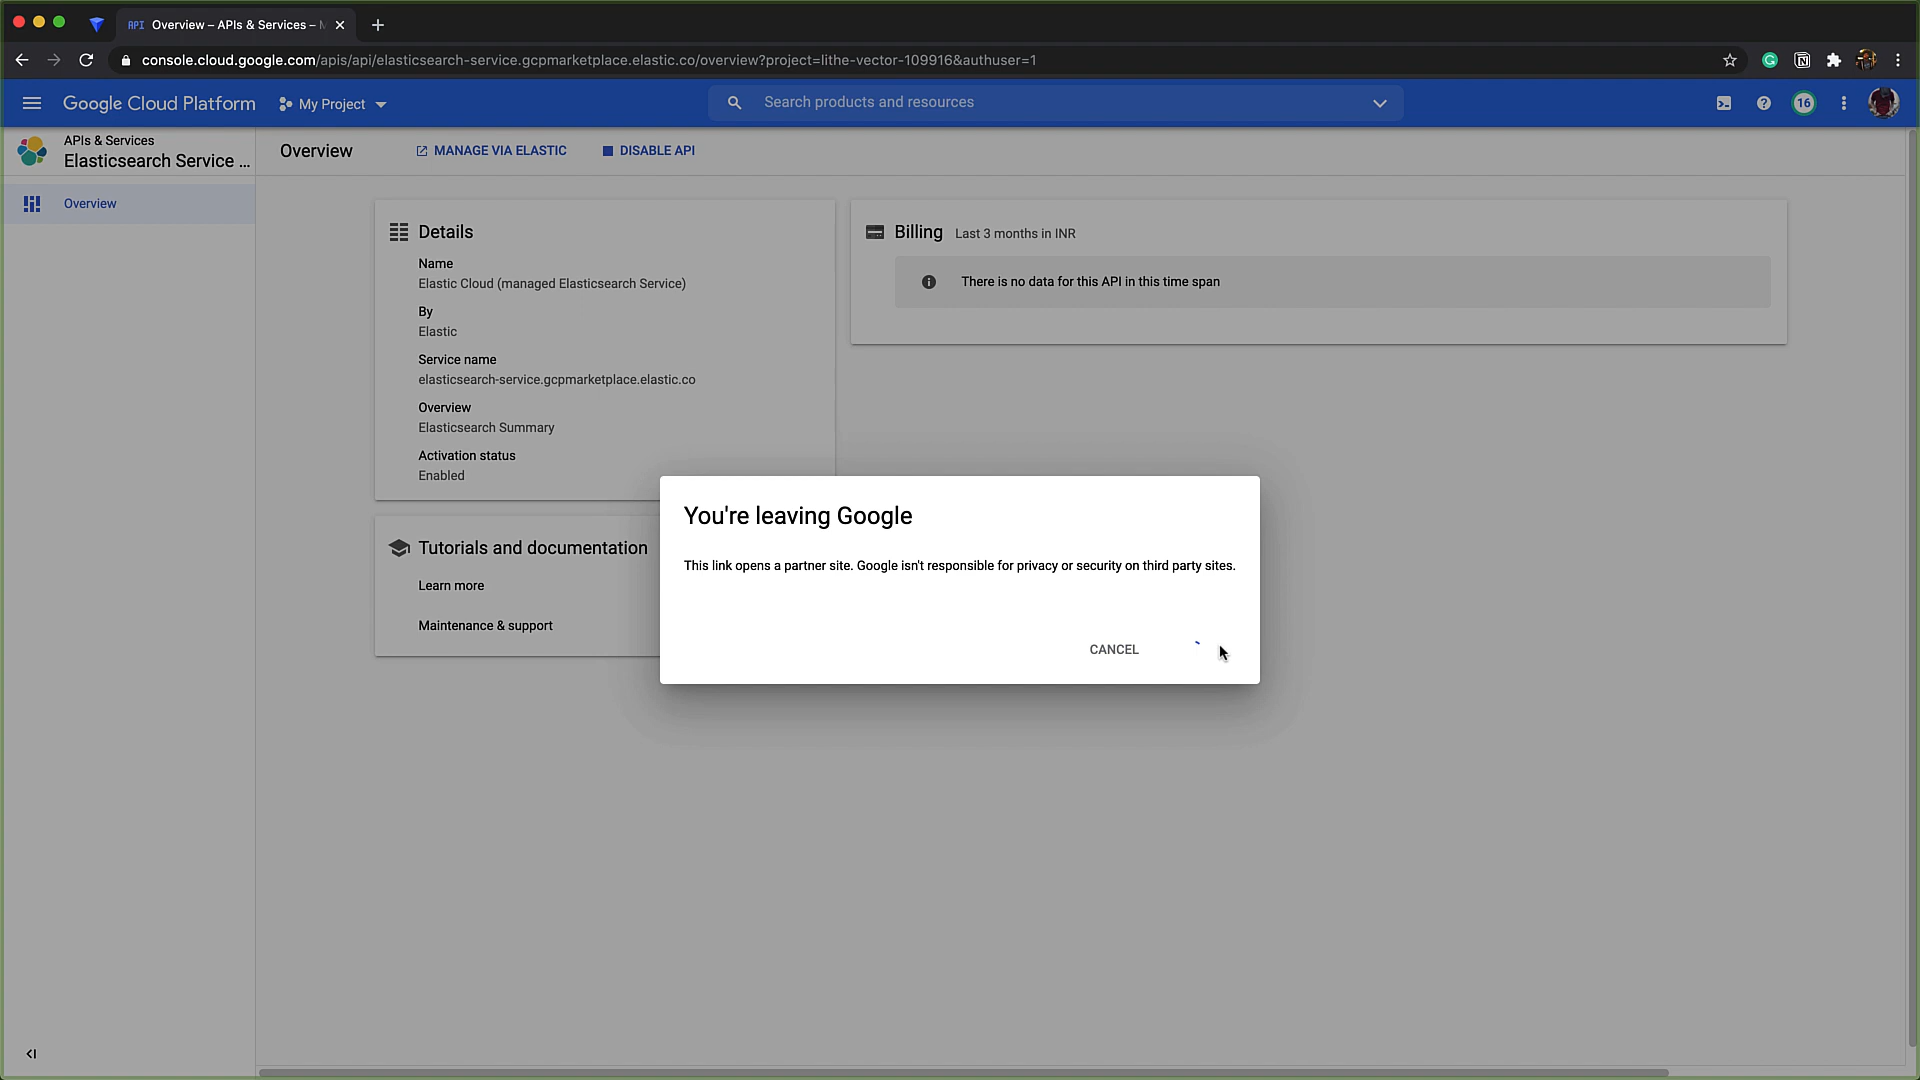 API Overview – APIs & Services –
console.cloud.google.com/apis/api/elasticsearch-service.gcpmarketplace.elastic.co/overview?project=lithe-vector-109916&authuser=1
Google Cloud Platform
My Project
Search products and resources
16
APIs & Services
Elasticsearch Service ...
Overview
MANAGE VIA ELASTIC
DISABLE API
Overview
Details
Name
Elastic Cloud (managed Elasticsearch Service)
By
Elastic
Service name
elasticsearch-service.gcpmarketplace.elastic.co
Overview
Elasticsearch Summary
Activation status
Enabled
Billing Last 3 months in INR
There is no data for this API in this time span
Tutorials and documentation
Learn more
Maintenance & support
You're leaving Google
This link opens a partner site. Google isn't responsible for privacy or security on third party sites.
CANCEL